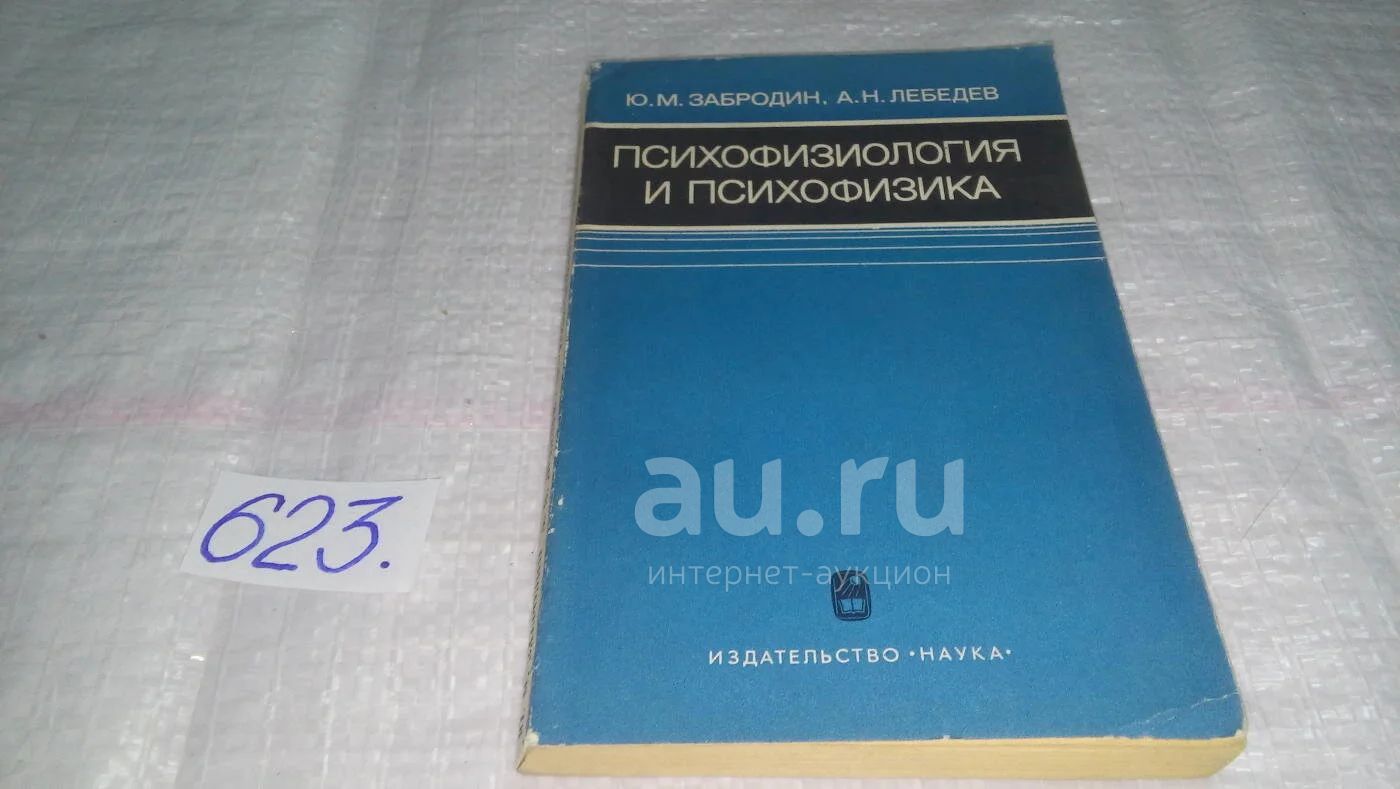 Ю.М. ЗАБРОДИН, А.Н. ЛЕБЕДЕВ
ПСИХОФИЗИОЛОГИЯ
И ПСИХОФИЗИКА
623.
au.ru
интернет-аукцион
ИЗДАТЕЛЬСТВО •НАУКА•